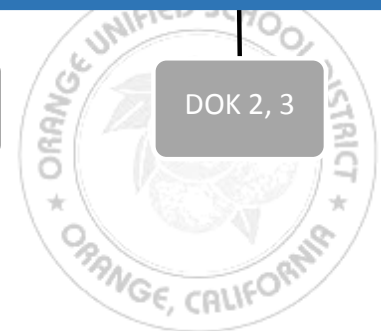 ORANGE UNIFIED SCHOOL DISTRICT
DOK 2, 3
★ ORANGE, CALIFORNIA ★